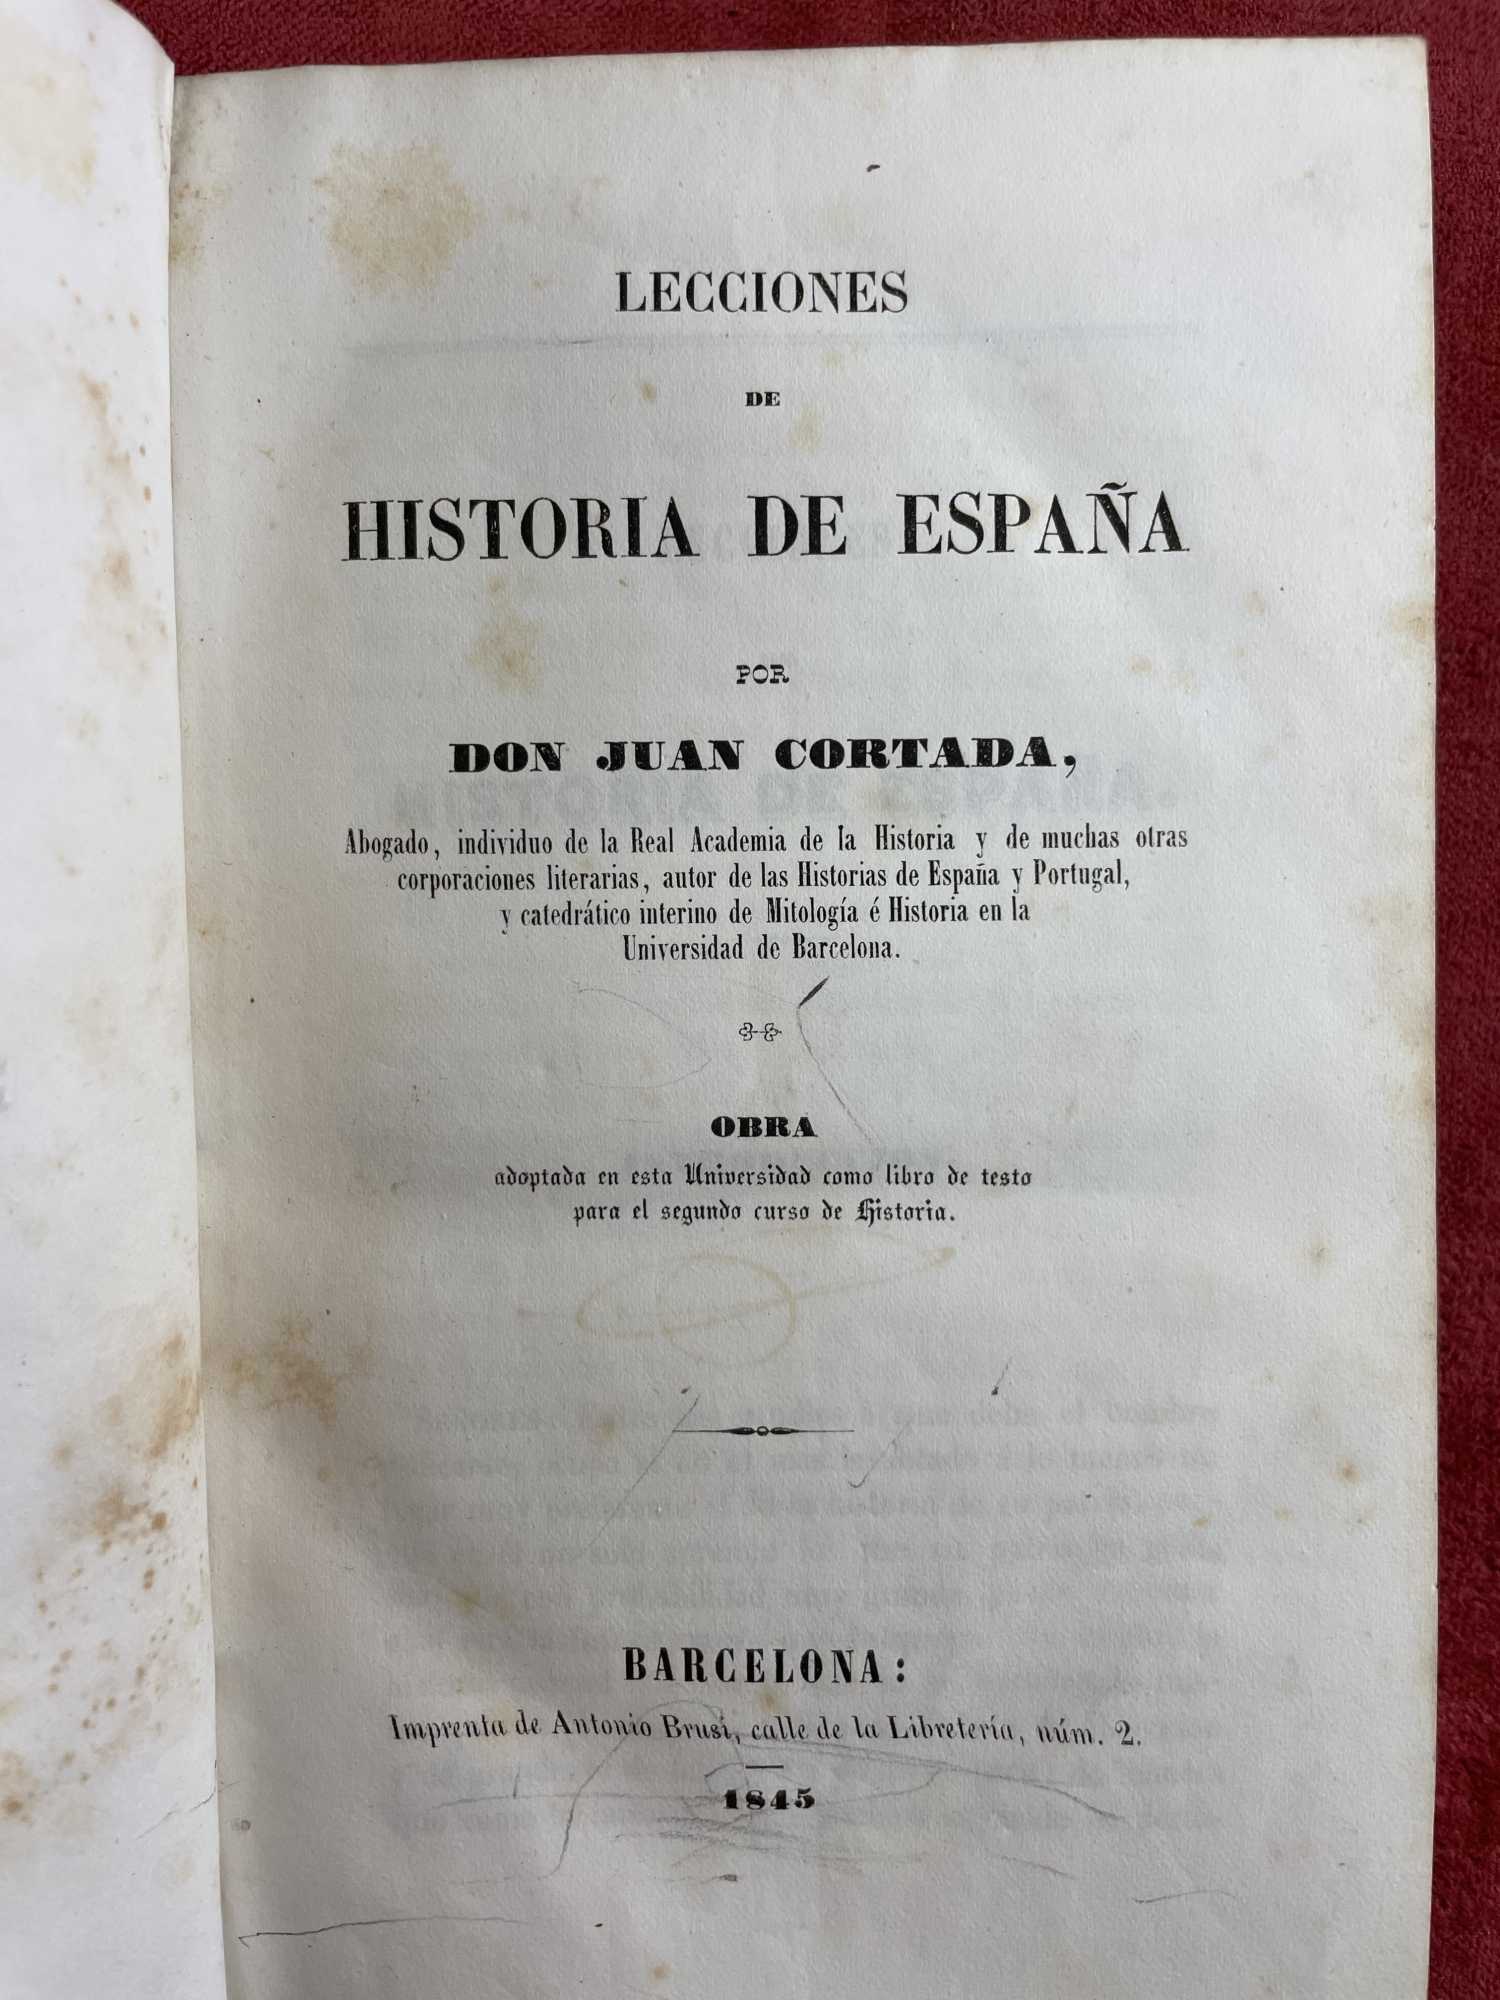 LECCIONES
DE
HISTORIA DE ESPAÑA
POR
DON JUAN CORTADA,
Abogado, individuo de la Real Academia de la Historia y de muchas otras
corporaciones literarias, autor de las Historias de España y Portugal,
y catedrático interino de Mitología é Historia en la
Universidad de Barcelona.
OBRA
adoptada en esta Universidad como libro de testo
para el segundo curso de Historia.
BARCELONA:
Imprenta de Antonio Brusi, calle de la Libretería, núm. 2.
1845